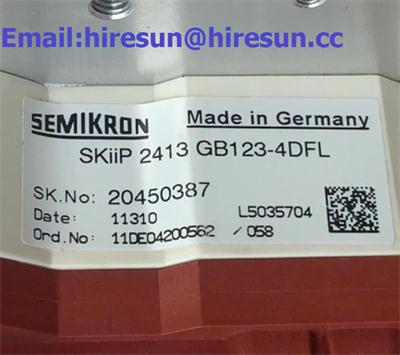 Email:hiresun@hiresun.cc
SEMIKRON Made in Germany
SKiiP 2413 GB123-4DFL
SK.No: 20450387
Date: 11310 L5035704
Ord.No: 11DE04200562 / 058